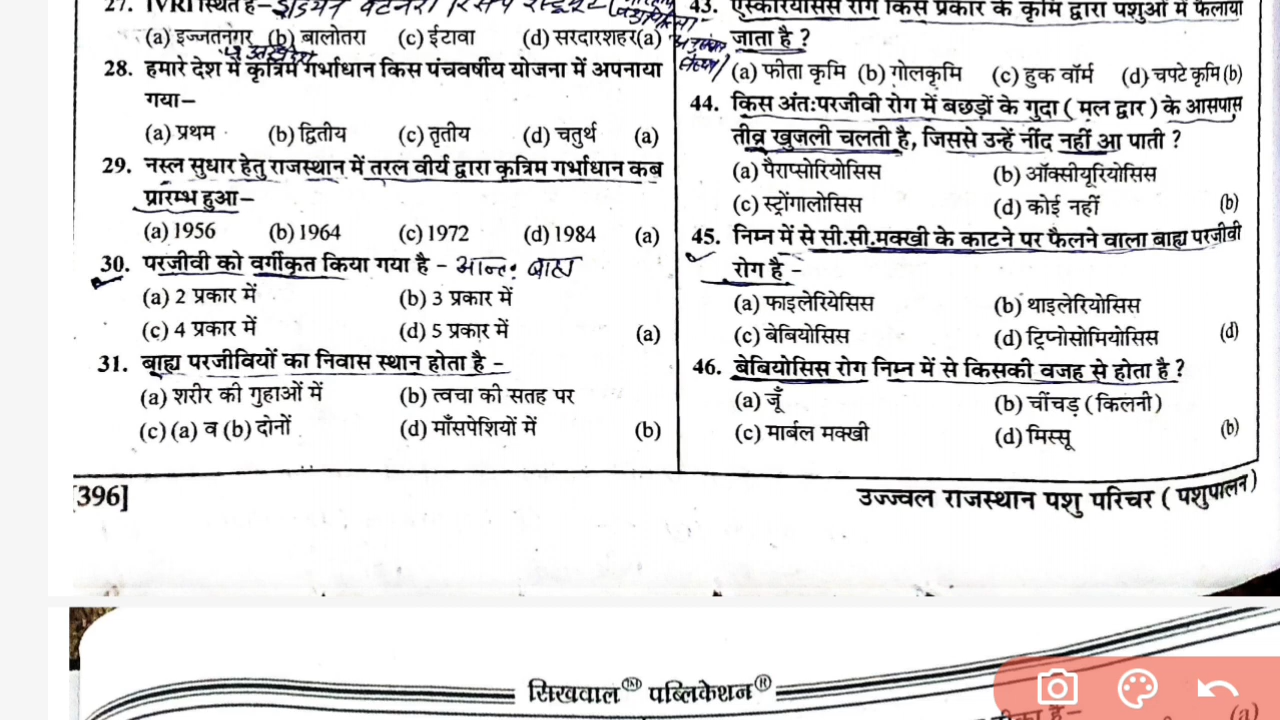 27. IVRI स्थित है-
(a) इज्जतनगर (b) बालोतरा (c) ईटावा (d) सरदारशहर(a)
28. हमारे देश में कृत्रिम गर्भाधान किस पंचवर्षीय योजना में अपनाया
गया–
(a) प्रथम (b) द्वितीय (c) तृतीय (d) चतुर्थ (a)
29. नस्ल सुधार हेतु राजस्थान में तरल वीर्य द्वारा कृत्रिम गर्भाधान कब
प्रारम्भ हुआ–
(a) 1956 (b) 1964 (c) 1972 (d) 1984 (a)
30. परजीवी को वर्गीकृत किया गया है - आन्त: बाह्य
(a) 2 प्रकार में (b) 3 प्रकार में
(c) 4 प्रकार में (d) 5 प्रकार में (a)
31. बाह्य परजीवियों का निवास स्थान होता है -
(a) शरीर की गुहाओं में (b) त्वचा की सतह पर
(c) (a) व (b) दोनों (d) माँसपेशियों में (b)
43. एस्केरियोसिस रोग किस प्रकार के कृमि द्वारा पशुओं में फैलाया
जाता है ?
(a) फीता कृमि (b) गोलकृमि (c) हुक वॉर्म (d) चपटे कृमि (b)
44. किस अंत:परजीवी रोग में बछड़ों के गुदा ( मल द्वार ) के आसपास
तीव्र खुजली चलती है, जिससे उन्हें नींद नहीं आ पाती ?
(a) पैराप्सोरियोसिस (b) ऑक्सीयूरियोसिस
(c) स्ट्रोंगालोसिस (d) कोई नहीं (b)
45. निम्न में से सी.सी.मक्खी के काटने पर फैलने वाला बाह्य परजीवी
रोग है -
(a) फाइलेरियेसिस (b) थाइलेरियोसिस
(c) बेबियोसिस (d) ट्रिप्नोसोमियोसिस (d)
46. बेबियोसिस रोग निम्न में से किसकी वजह से होता है ?
(a) जूँ (b) चींचड़ (किलनी)
(c) मार्बल मक्खी (d) मिस्सू (b)
[396] उज्ज्वल राजस्थान पशु परिचर ( पशुपालन )
सिखवाल पब्लिकेशन®
(a)